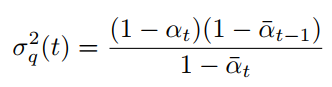 σ_q^2(t) = \frac{(1 − α_t)(1 − \bar{α}_{t−1})}{1 − \bar{α}_t}